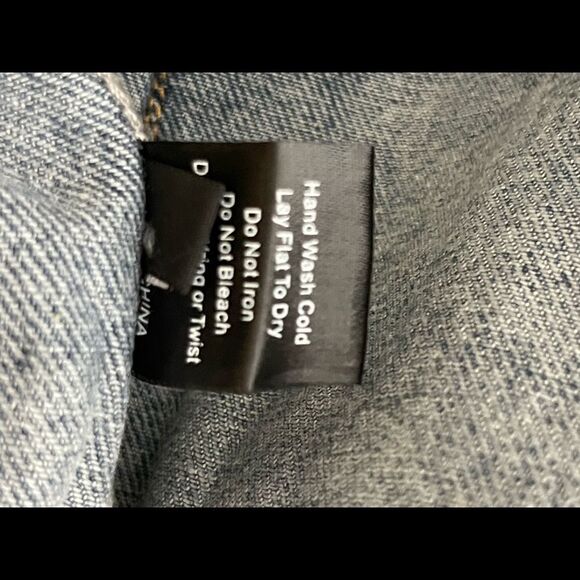 Hand Wash Cold
Lay Flat To Dry
Do Not Iron
Do Not Bleach
or Twist